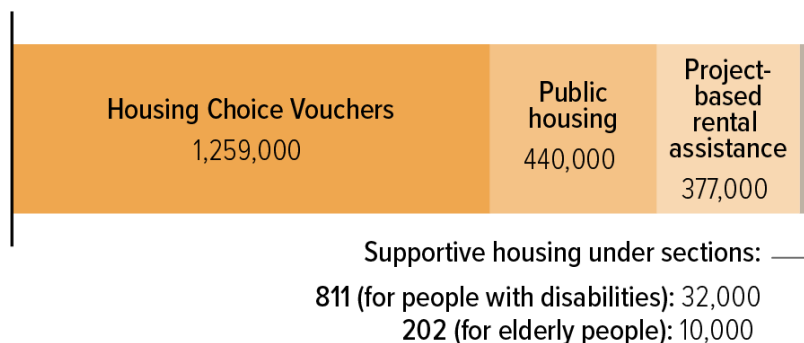 Housing Choice Vouchers
1,259,000
Public
housing
440,000
Project-
based
rental
assistance
377,000
Supportive housing under sections:
811 (for people with disabilities): 32,000
202 (for elderly people): 10,000